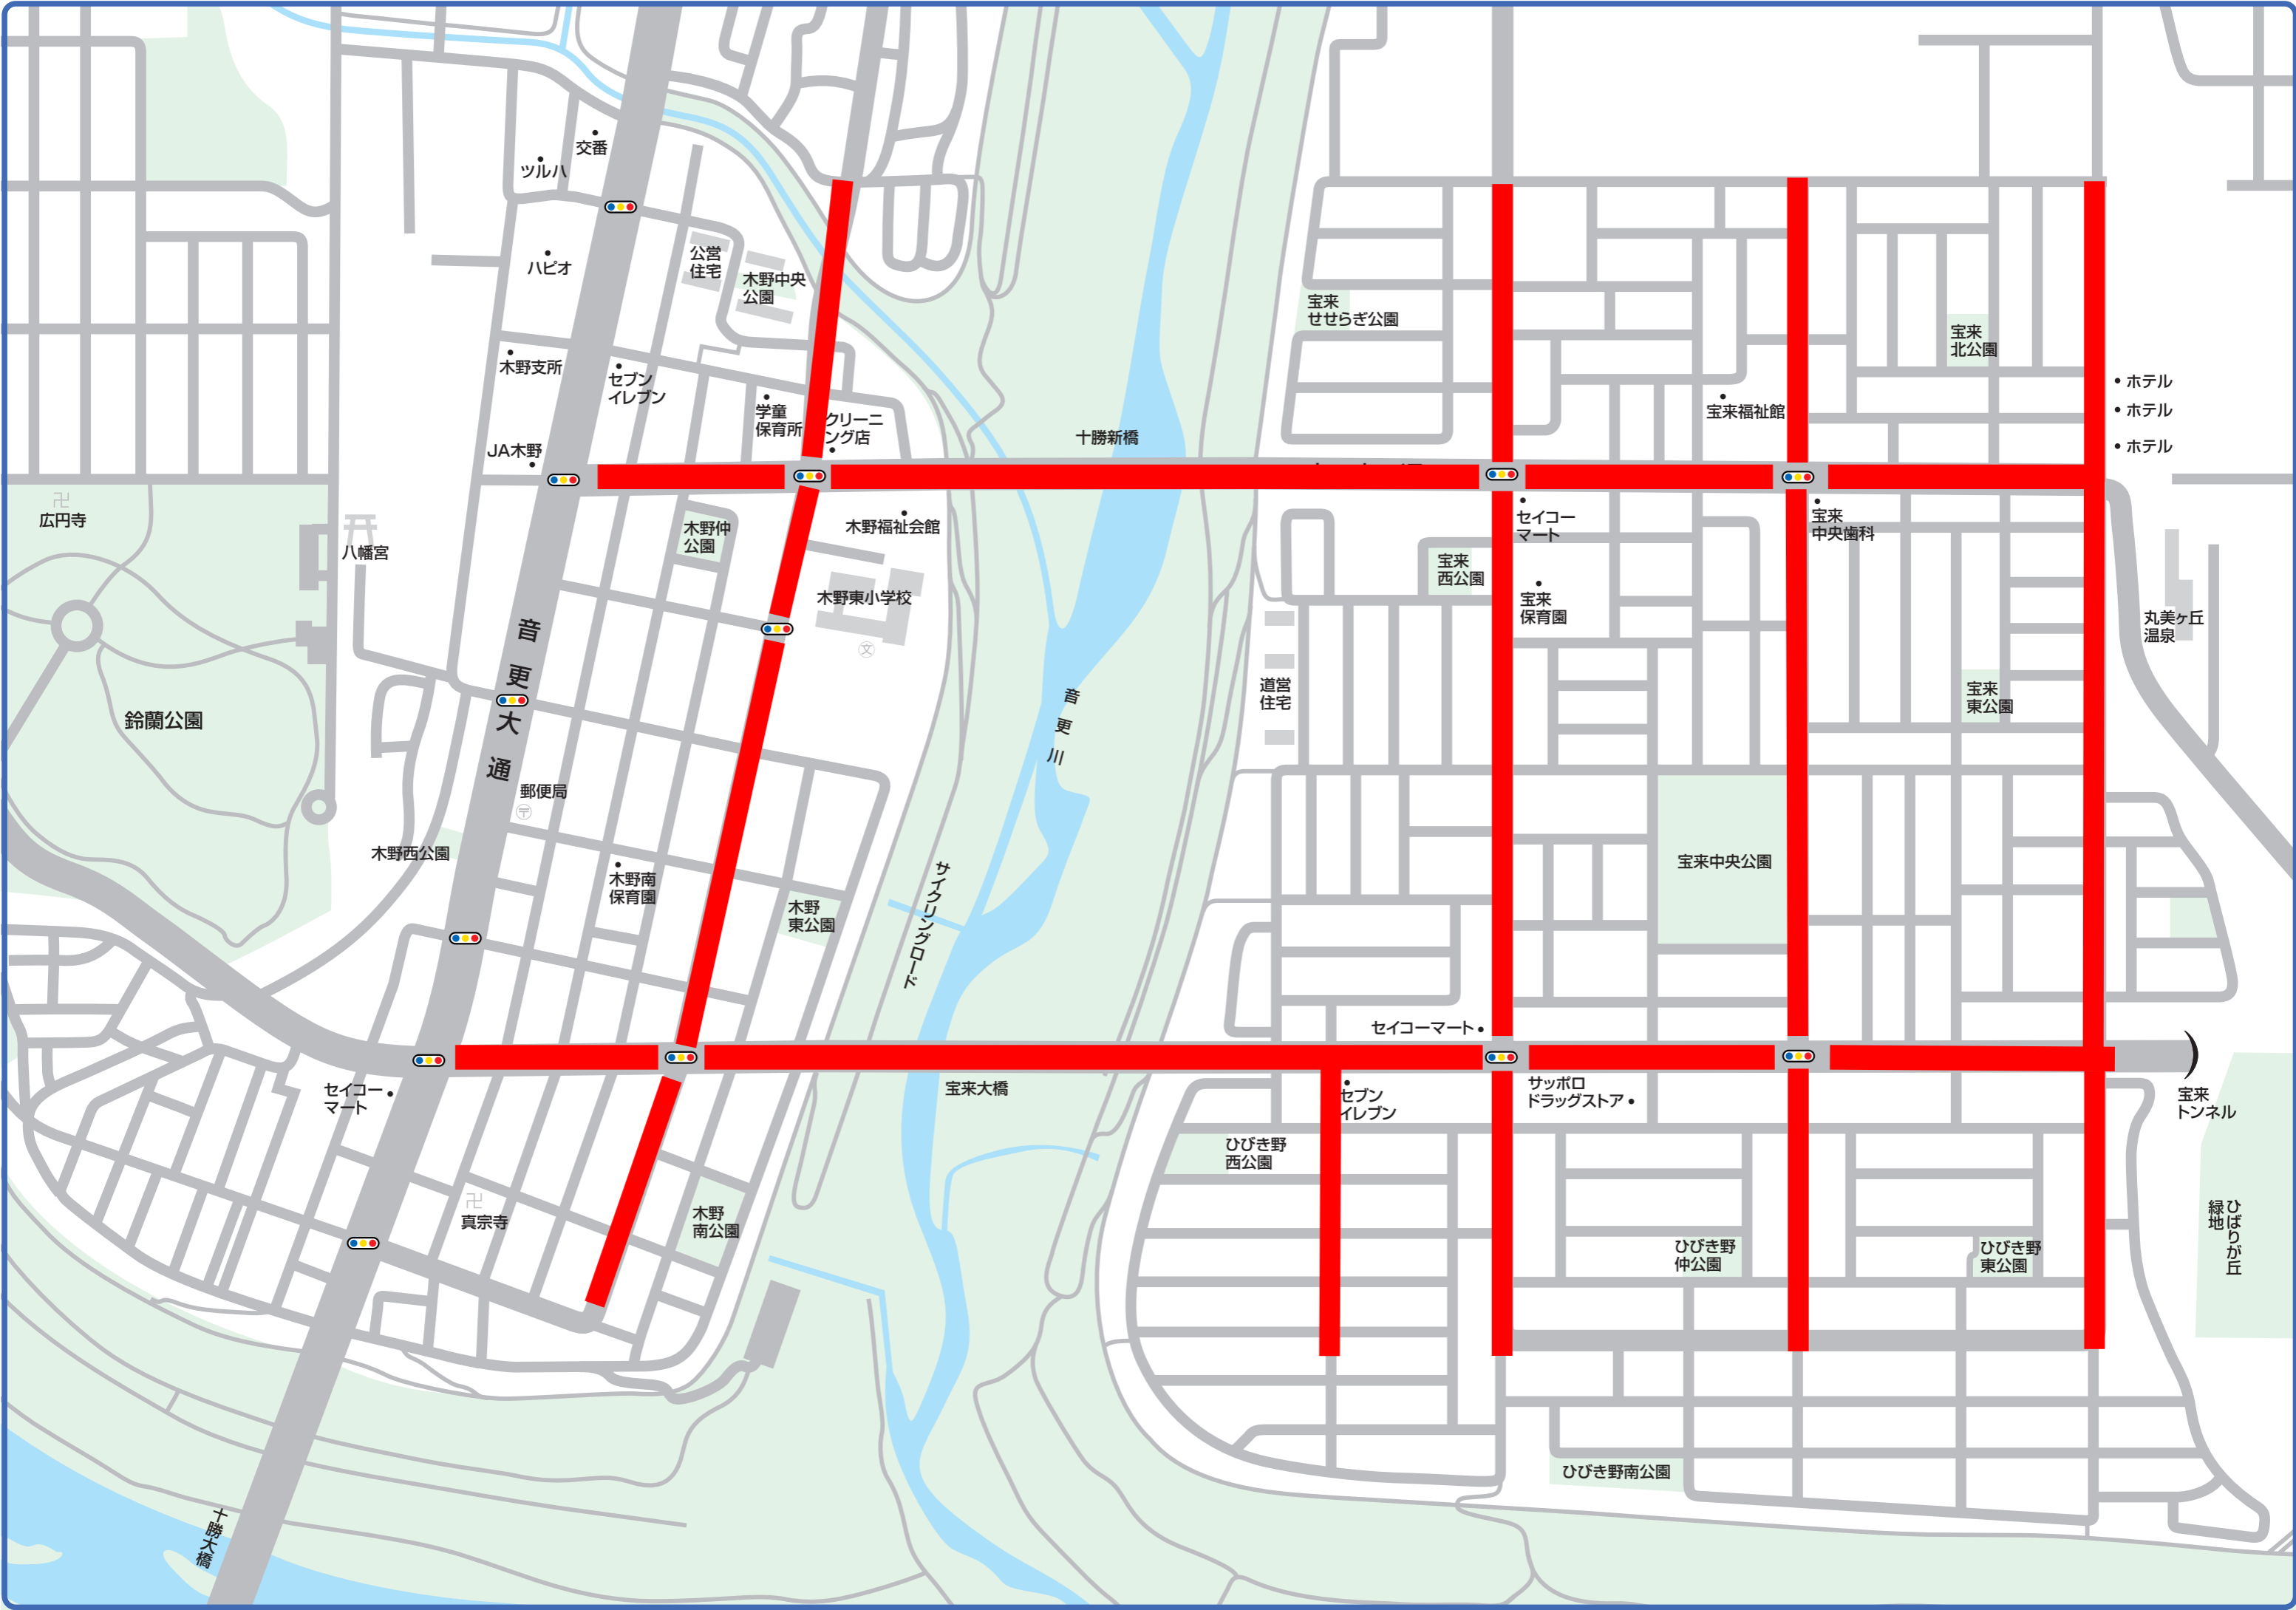 交番
ツルハ
ハピオ
公営
住宅
木野中央
公園
宝来
せせらぎ公園
宝来
北公園
木野支所
セブン
イレブン
学童
保育所
クリーニ
ング店
宝来福祉館
ホテル
ホテル
ホテル
JA木野
十勝新橋
広円寺
八幡宮
木野仲
公園
木野福祉会館
セイコー
マート
宝来
中央歯科
宝来
西公園
木野東小学校
文
宝来
保育園
丸美ヶ丘
温泉
音更大通
道営
住宅
宝来
東公園
鈴蘭公園
音更川
郵便局
木野西公園
木野南
保育園
木野
東公園
サイクリングロード
宝来中央公園
セイコーマート
セイコー
マート
宝来大橋
セブン
イレブン
サッポロ
ドラッグストア
宝来
トンネル
ひびき野
西公園
真宗寺
木野
南公園
ひびき野
仲公園
ひびき野
東公園
ひばりが丘
緑地
ひびき野南公園
十勝大橋